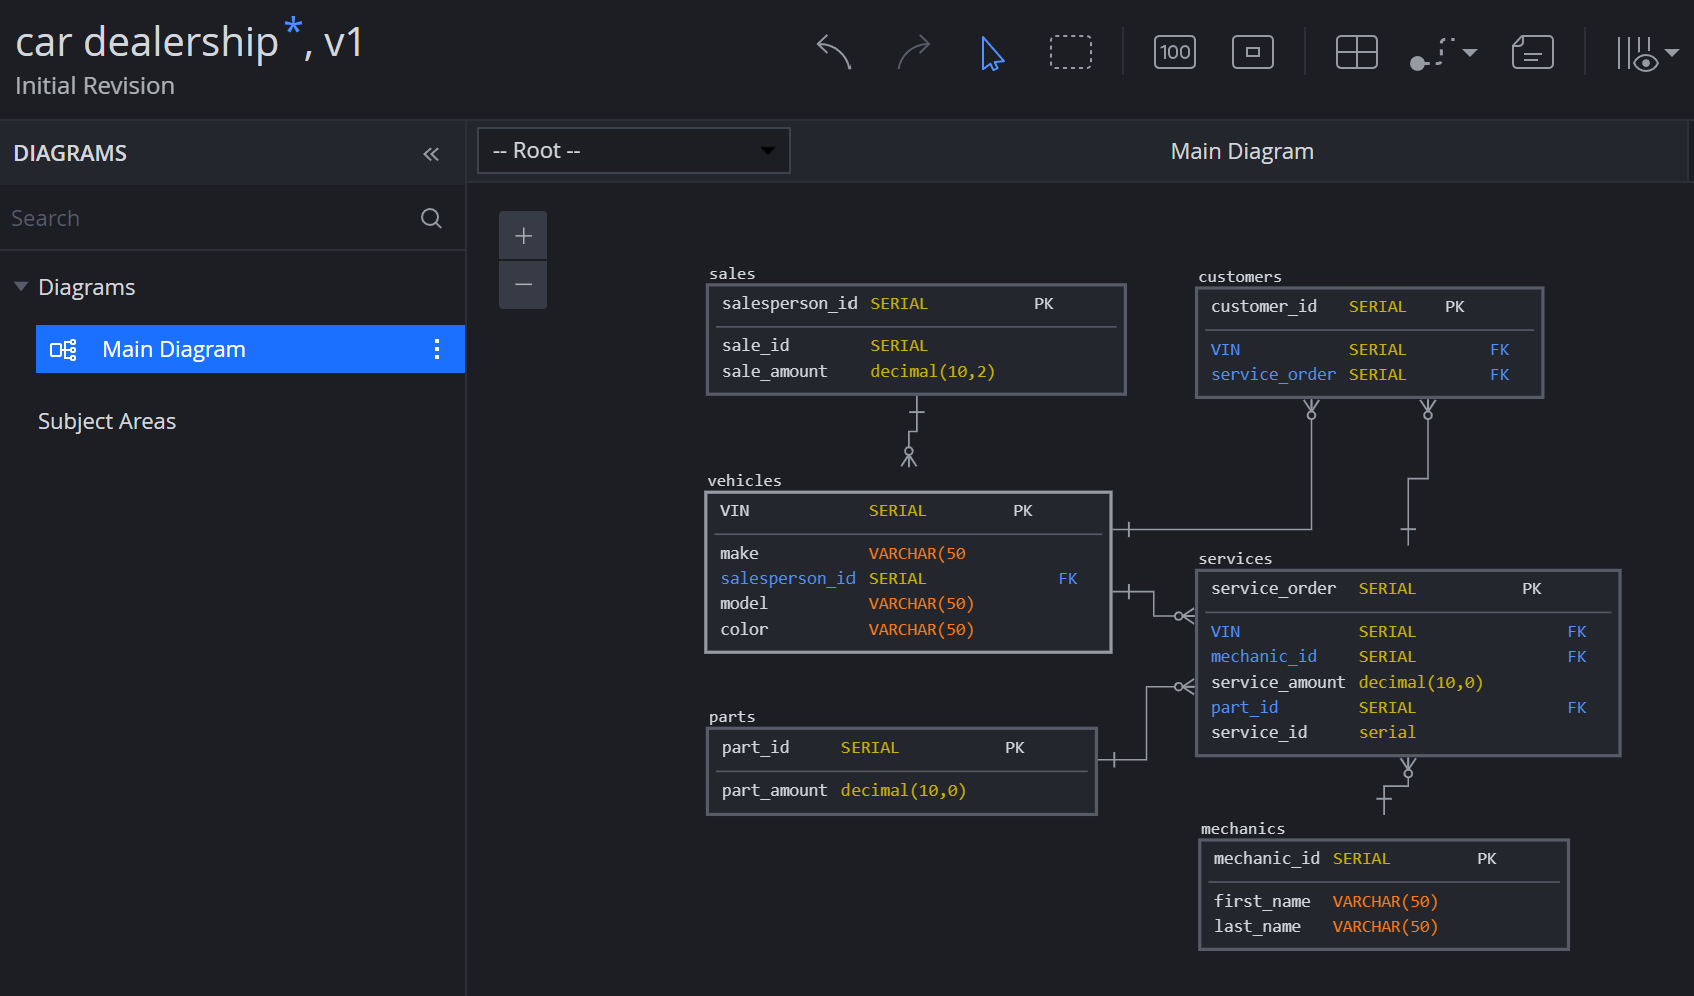 car dealership*, v1
Initial Revision
100
DIAGRAMS
-- Root --
Main Diagram
Search
Diagrams
Main Diagram
Subject Areas
sales
salesperson_id SERIAL PK
sale_id SERIAL
sale_amount decimal(10,2)
customers
customer_id SERIAL PK
VIN SERIAL FK
service_order SERIAL FK
vehicles
VIN SERIAL PK
make VARCHAR(50
salesperson_id SERIAL FK
model VARCHAR(50)
color VARCHAR(50)
services
service_order SERIAL PK
VIN SERIAL FK
mechanic_id SERIAL FK
service_amount decimal(10,0)
part_id SERIAL FK
service_id serial
parts
part_id SERIAL PK
part_amount decimal(10,0)
mechanics
mechanic_id SERIAL PK
first_name VARCHAR(50)
last_name VARCHAR(50)